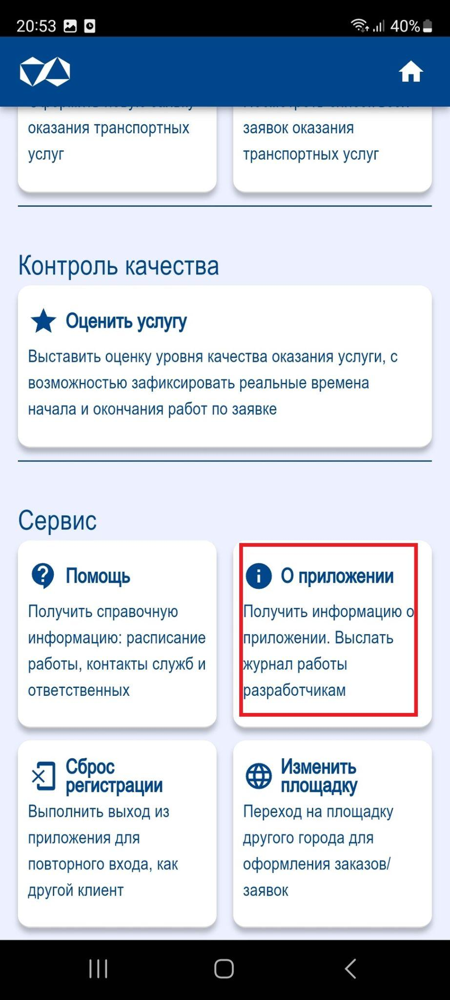 20:53
40%
Оформить новую заявку
оказания транспортных
услуг
заявок оказания
транспортных услуг
Контроль качества
Оценить услугу
Выставить оценку уровня качества оказания услуги, с
возможностью зафиксировать реальные времена
начала и окончания работ по заявке
Сервис
Помощь
Получить справочную
информацию: расписание
работы, контакты служб и
ответственных
О приложении
Получить информацию о
приложении. Выслать
журнал работы
разработчикам
Сброс
регистрации
Выполнить выход из
приложения для
повторного входа, как
другой клиент
Изменить
площадку
Переход на площадку
другого города для
оформления заказов/
заявок